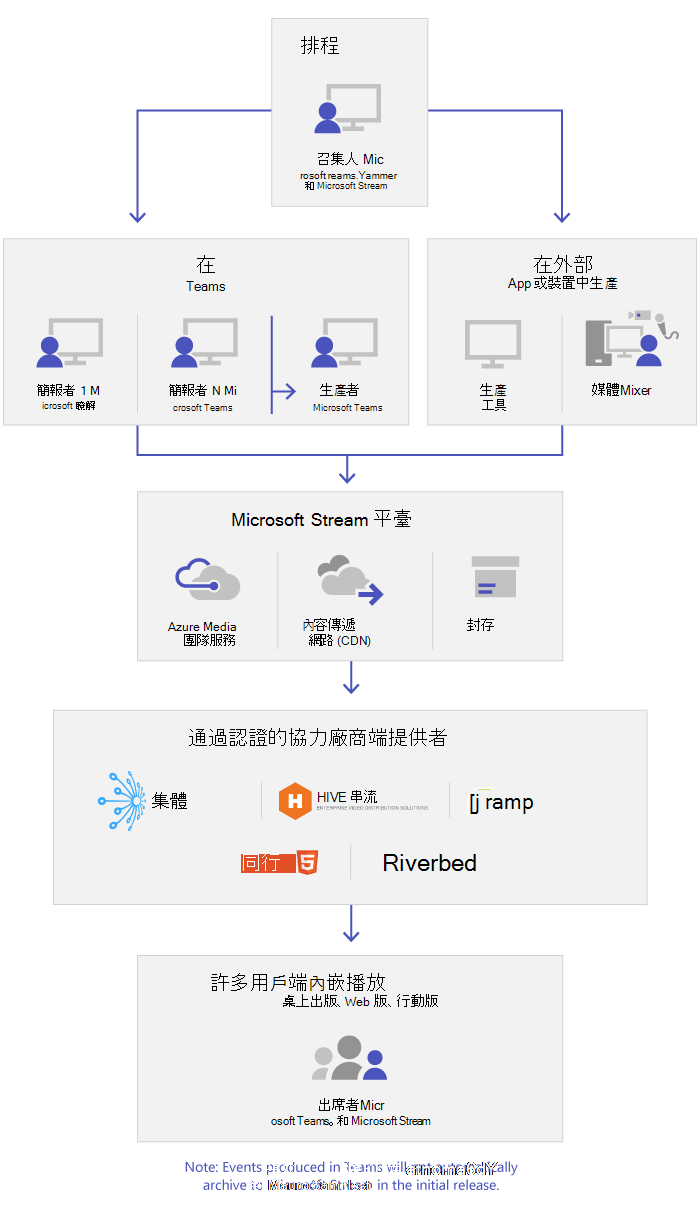 排程
召集人 Mic
rosoft reams.Yammer
和 Microsoft Stream
在
Teams
簡報者 1 M
icrosoft 瞭解
簡報者 N Mi
crosoft Teams
生產者
Microsoft Teams
在外部
App 或裝置中生產
生產
工具
媒體Mixer
Microsoft Stream 平臺
Azure Media
團隊服務
內容傳遞
網路 (CDN)
封存
通過認證的協力廠商端提供者
集體
HIVE 串流
ENTERPRISE VIDEO DISTRIBUTION SOLUTIONS
ramp
同行 5
Riverbed
許多用戶端內嵌播放
桌上出版、Web 版、行動版
出席者Micr
osoft Teams。和 Microsoft Stream
Note: Events produced in Teams will
archive to in the initial release.